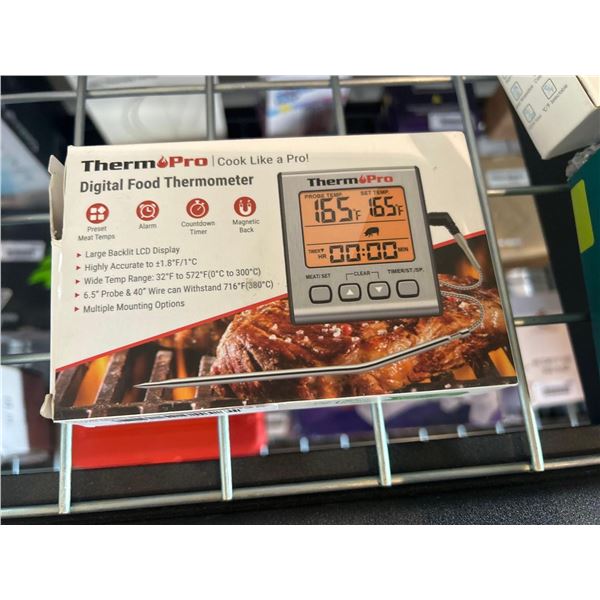 ThermoPro | Cook Like a Pro!
Digital Food Thermometer
Preset
Meat Temps
Alarm
Countdown
Timer
Magnetic
Back
• Large Backlit LCD Display
• Highly Accurate to ±1.8°F/1°C
• Wide Temp Range: 32°F to 572°F(0°C to 300°C)
• 6.5" Probe & 40" Wire can Withstand 716°F(380°C)
• Multiple Mounting Options
ThermoPro
PROBE TEMP. SET TEMP.
165°F 165°F
TIMER
HR 00:00 MIN
MEAT/SET CLEAR TIMER/ST./SP.